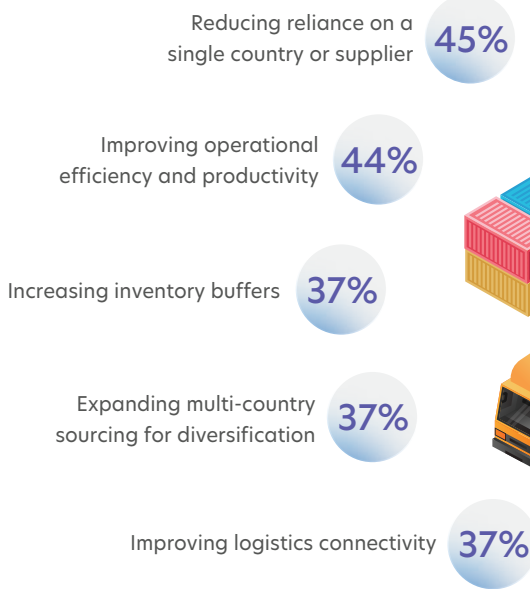 Reducing reliance on a
single country or supplier
45%
Improving operational
efficiency and productivity
44%
Increasing inventory buffers
37%
Expanding multi-country
sourcing for diversification
37%
Improving logistics connectivity
37%